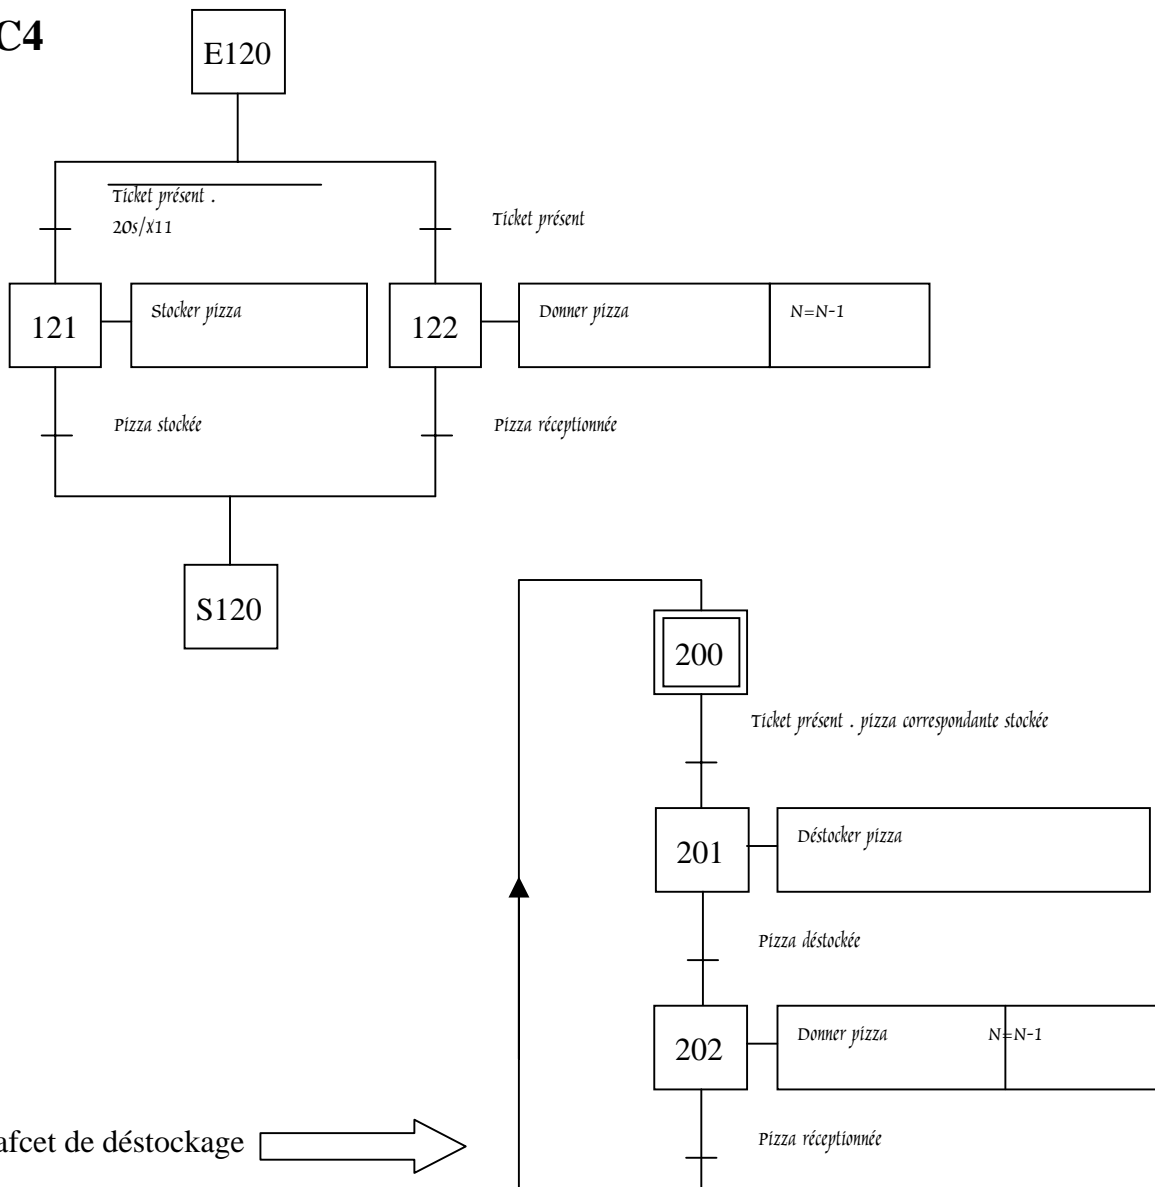 C4
E120
Ticket présent .
20s/x11
Ticket présent
121
Stocker pizza
122
Donner pizza
N=N-1
Pizza stockée
Pizza réceptionnée
S120
200
Ticket présent . pizza correspondante stockée
201
Déstocker pizza
Pizza déstockée
202
Donner pizza
N=N-1
Pizza réceptionnée
afcet de déstockage